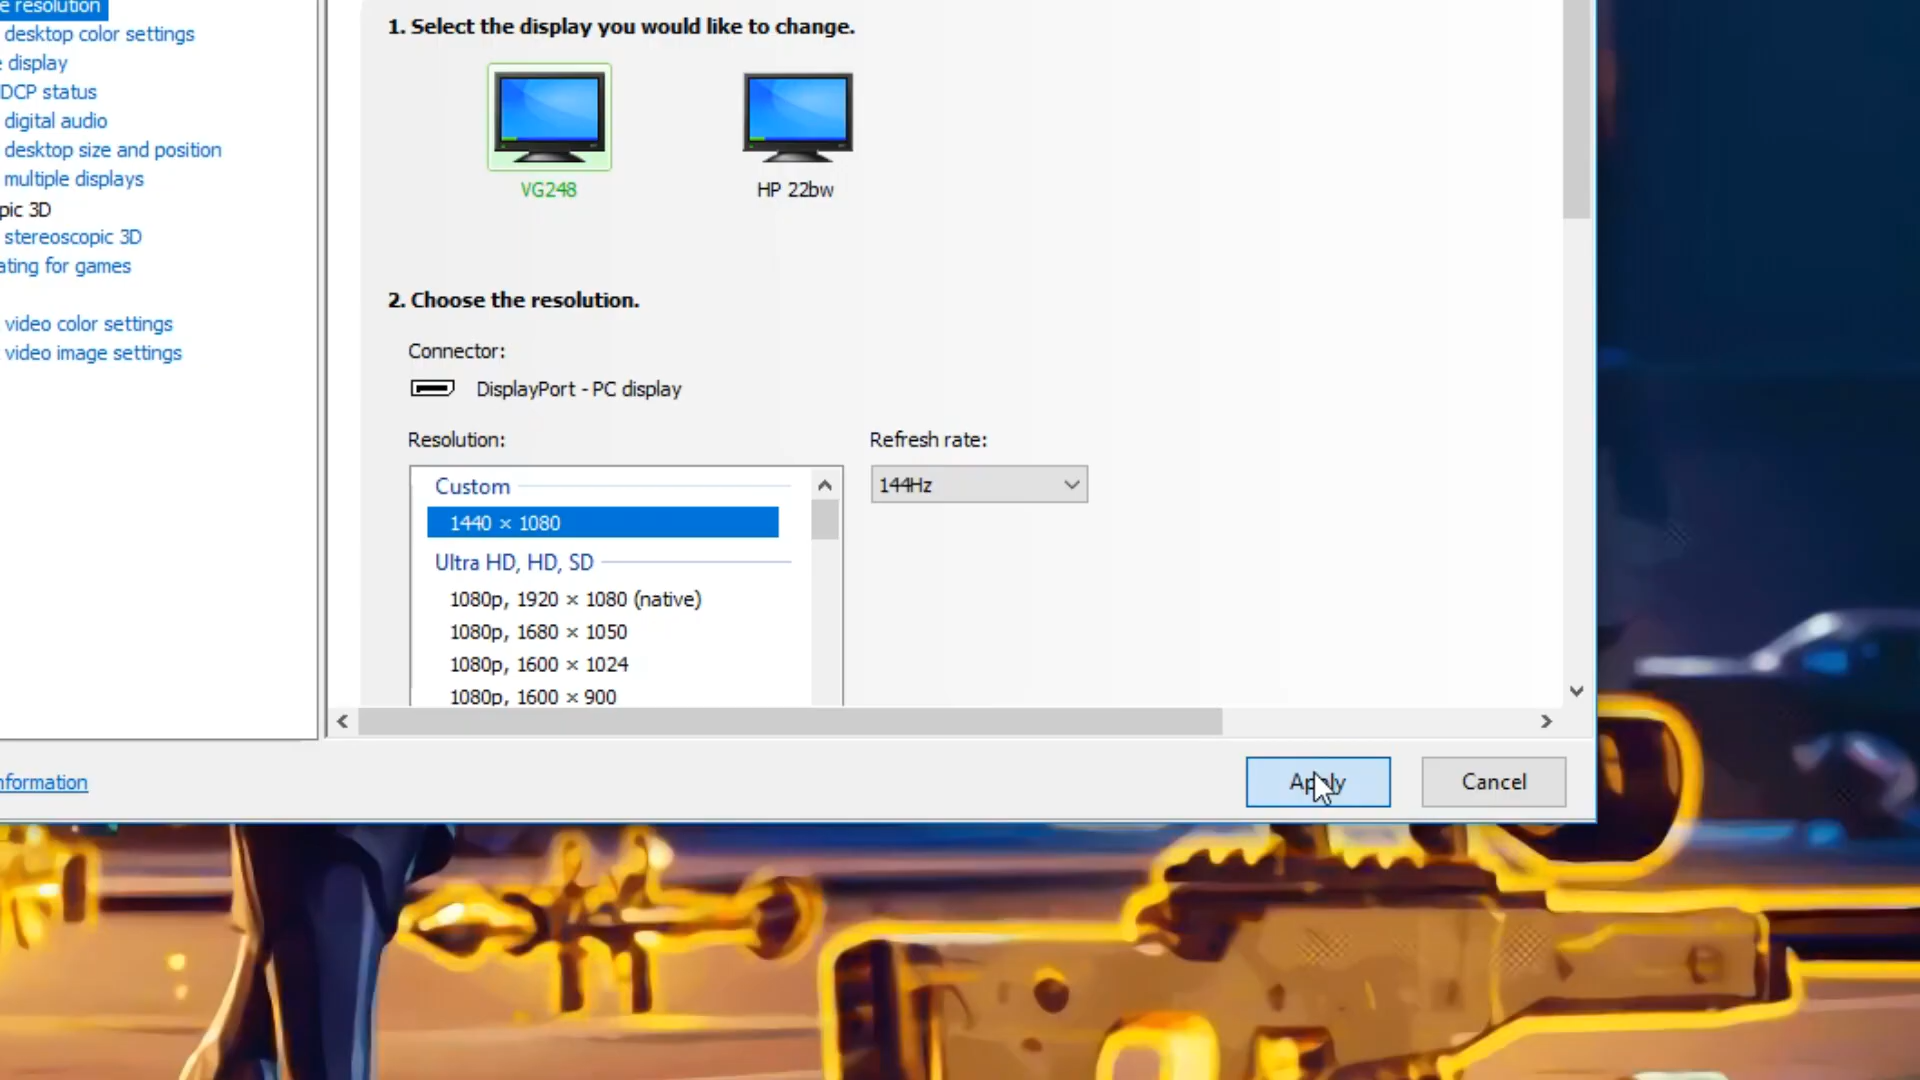 e resolution
desktop color settings
e display
DCP status
digital audio
desktop size and position
multiple displays
pic 3D
stereoscopic 3D
ating for games
video color settings
video image settings
nformation
1. Select the display you would like to change.
VG248
HP 22bw
2. Choose the resolution.
Connector:
DisplayPort - PC display
Resolution:
Refresh rate:
Custom
144Hz
1440 × 1080
Ultra HD, HD, SD
1080p, 1920 × 1080 (native)
1080p, 1680 × 1050
1080p, 1600 × 1024
1080p, 1600 × 900
Apply
Cancel